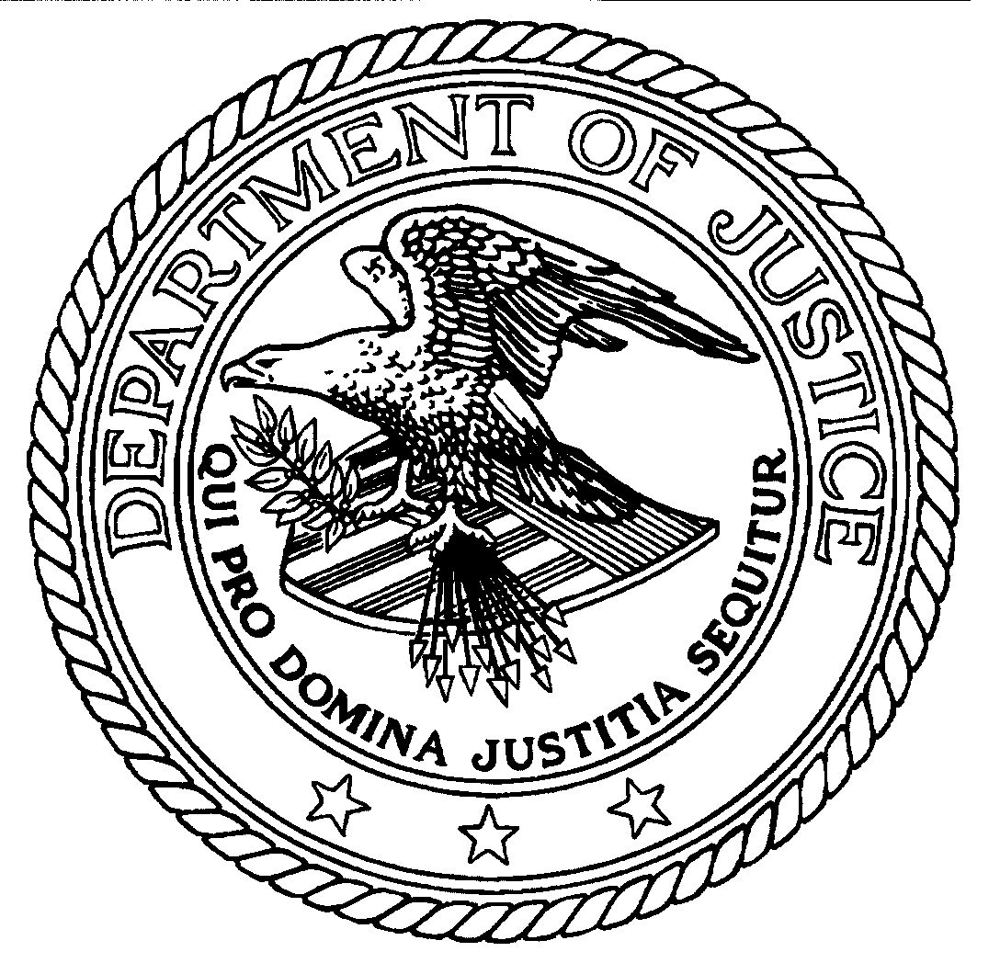 DEPARTMENT OF JUSTICE
QUI PRO DOMINA JUSTITIA SEQUITUR